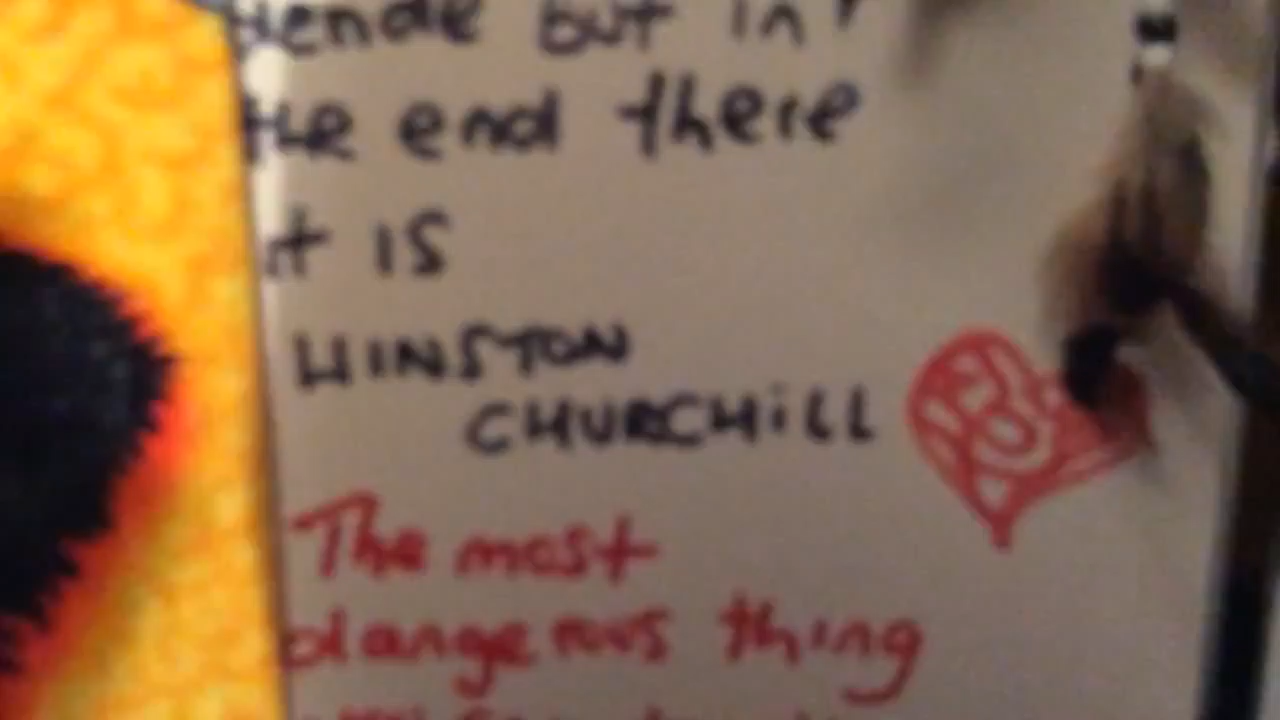 but in
the end there
it is
WINSTON
CHURCHiLL
The most
dangerous thing